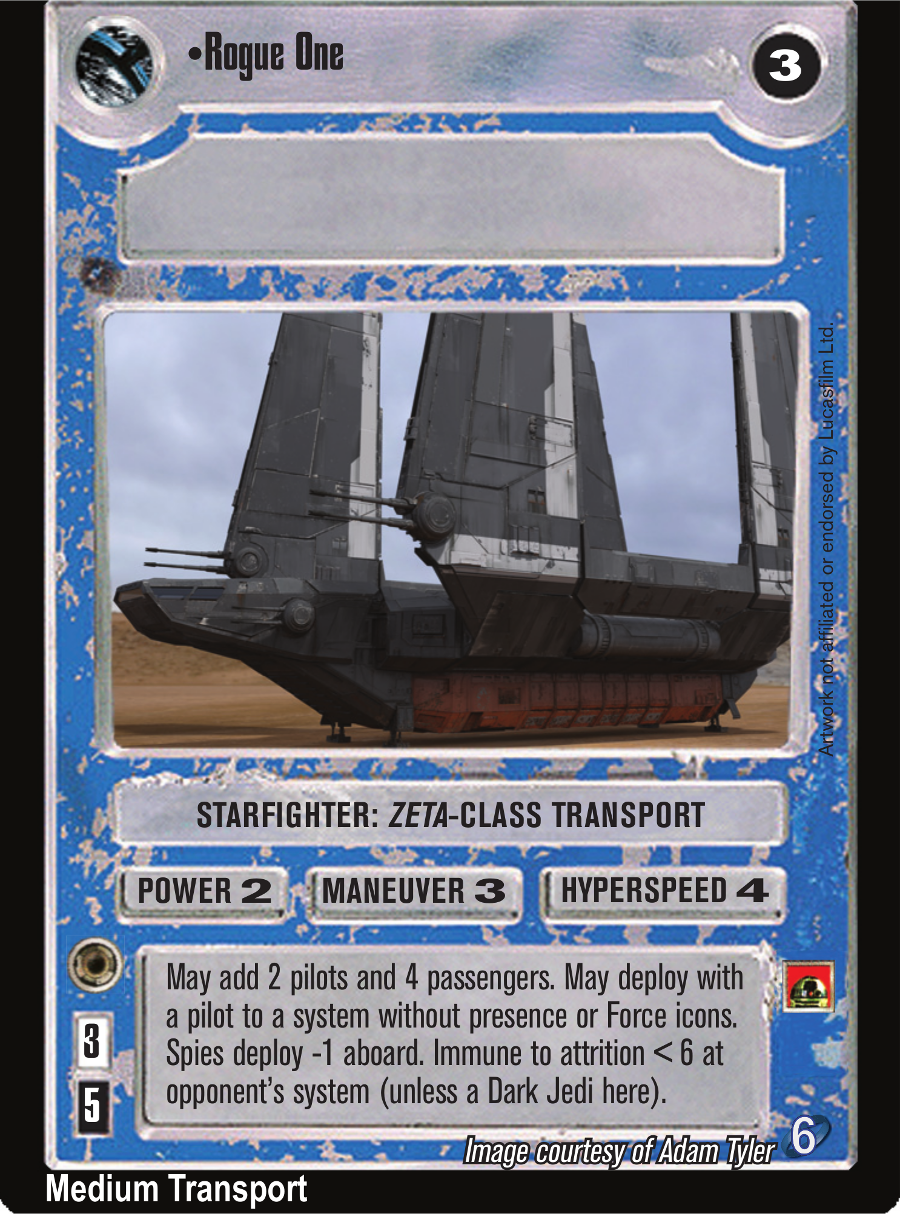 •Rogue One
3
Artwork not affiliated or endorsed by Lucasfilm Ltd.
STARFIGHTER: ZETA-CLASS TRANSPORT
POWER 2
MANEUVER 3
HYPERSPEED 4
May add 2 pilots and 4 passengers. May deploy with
a pilot to a system without presence or Force icons.
Spies deploy -1 aboard. Immune to attrition < 6 at
opponent's system (unless a Dark Jedi here).
3
5
Image courtesy of Adam Tyler
6
Medium Transport